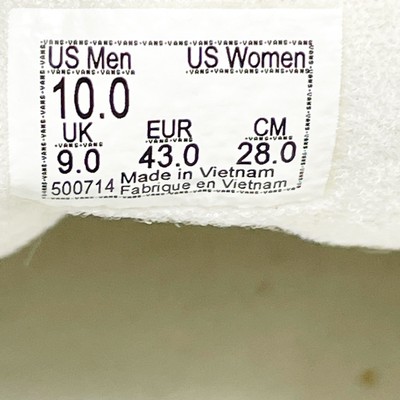 US Men US Women
10.0
UK EUR CM
9.0 43.0 28.0
500714 Made in Vietnam
Fabrique en Vietnam